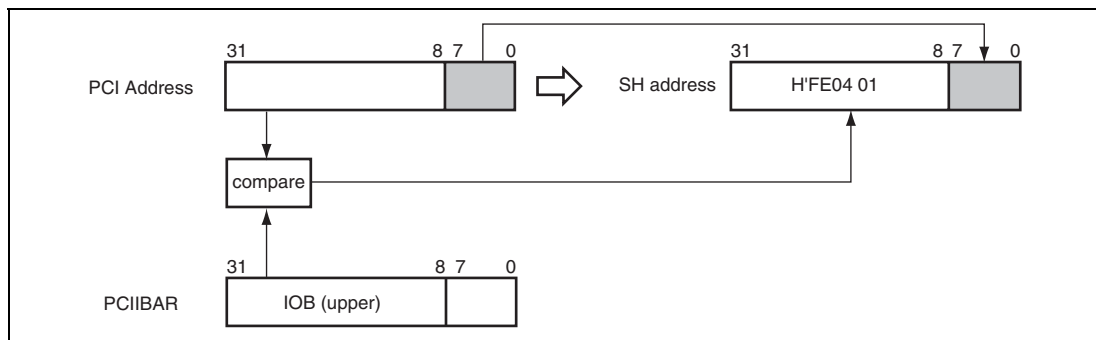 31 8 7 0
PCI Address
31 8 7 0
SH address
H'FE04 01
compare
31 8 7 0
PCIIBAR
IOB (upper)